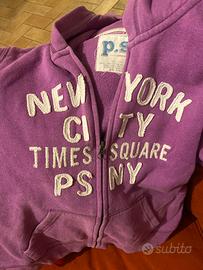 p.s.
NEW YORK
CITY
TIMES SQUARE
PS NY
subito